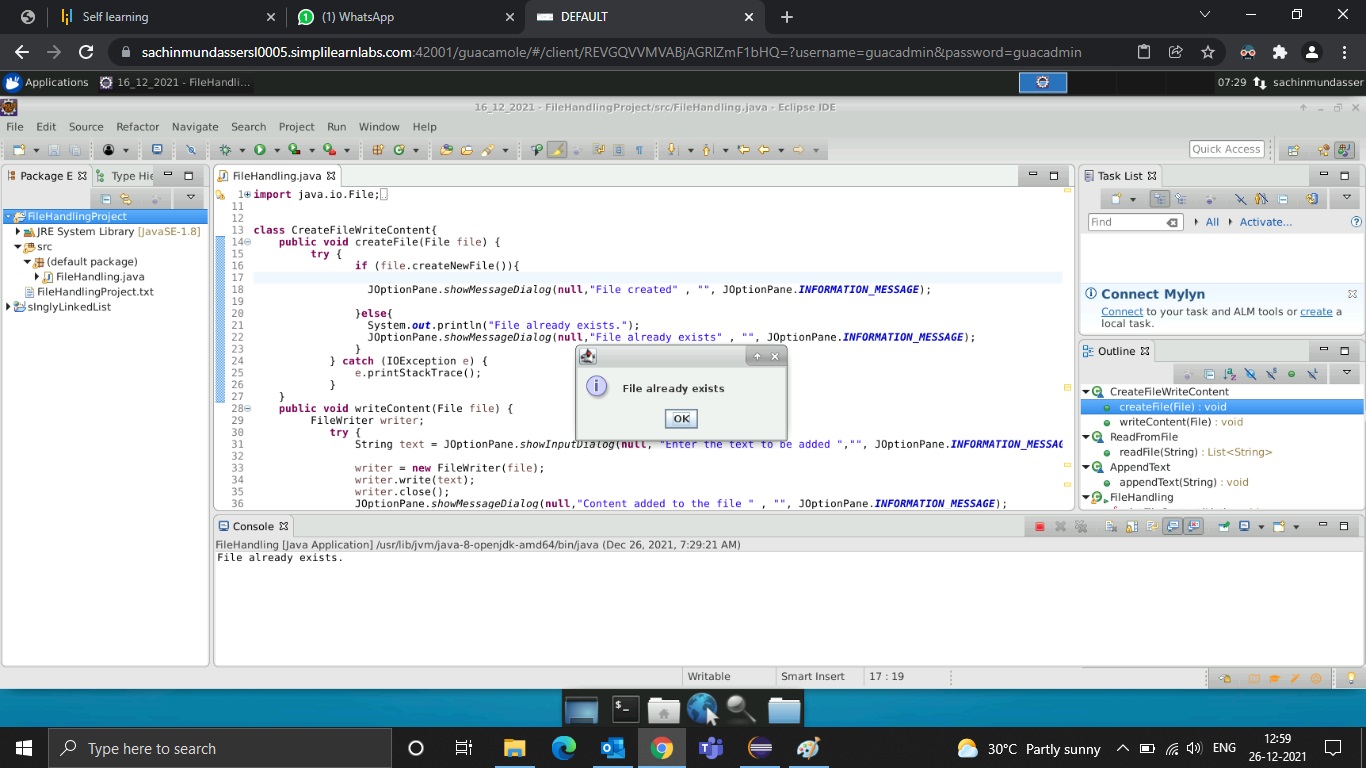 Self learning
(1) WhatsApp
DEFAULT
sachinmundassersl0005.simplilearnlabs.com:42001/guacamole/#/client/REVGQVVMVABjAGRlZmF1bHQ=?username=guacadmin&password=guacadmin
Applications 16_12_2021 - FileHandli... 07:29 sachinmundasser
16_12_2021 - FileHandlingProject/src/FileHandling.java - Eclipse IDE
File Edit Source Refactor Navigate Search Project Run Window Help
Quick Access
Package E Type Hie
FileHandlingProject
JRE System Library [JavaSE-1.8]
src
(default package)
FileHandling.java
FileHandlingProject.txt
sInglyLinkedList
FileHandling.java
1 import java.io.File;
11
12
13 class CreateFileWriteContent{
14 public void createFile(File file) {
15 try {
16 if (file.createNewFile()){
17
18 JOptionPane.showMessageDialog(null,"File created" , "", JOptionPane.INFORMATION_MESSAGE);
19
20 }else{
21 System.out.println("File already exists.");
22 JOptionPane.showMessageDialog(null,"File already exists" , "", JOptionPane.INFORMATION_MESSAGE);
23 }
24 } catch (IOException e) {
25 e.printStackTrace();
26 }
27 }
28 public void writeContent(File file) {
29 FileWriter writer;
30 try {
31 String text = JOptionPane.showInputDialog(null, "Enter the text to be added ","", JOptionPane.INFORMATION_MESSAG
32
33 writer = new FileWriter(file);
34 writer.write(text);
35 writer.close();
36 JOptionPane.showMessageDialog(null,"Content added to the file " , "", JOptionPane.INFORMATION_MESSAGE);
File already exists
OK
Task List
Find All Activate...
Connect Mylyn
Connect to your task and ALM tools or create a
local task.
Outline
CreateFileWriteContent
createFile(File) : void
writeContent(File) : void
ReadFromFile
readFile(String) : List<String>
AppendText
appendText(String) : void
FileHandling
Console
FileHandling [Java Application] /usr/lib/jvm/java-8-openjdk-amd64/bin/java (Dec 26, 2021, 7:29:21 AM)
File already exists.
Writable Smart Insert 17 : 19
Type here to search
30°C Partly sunny ENG 12:59
26-12-2021